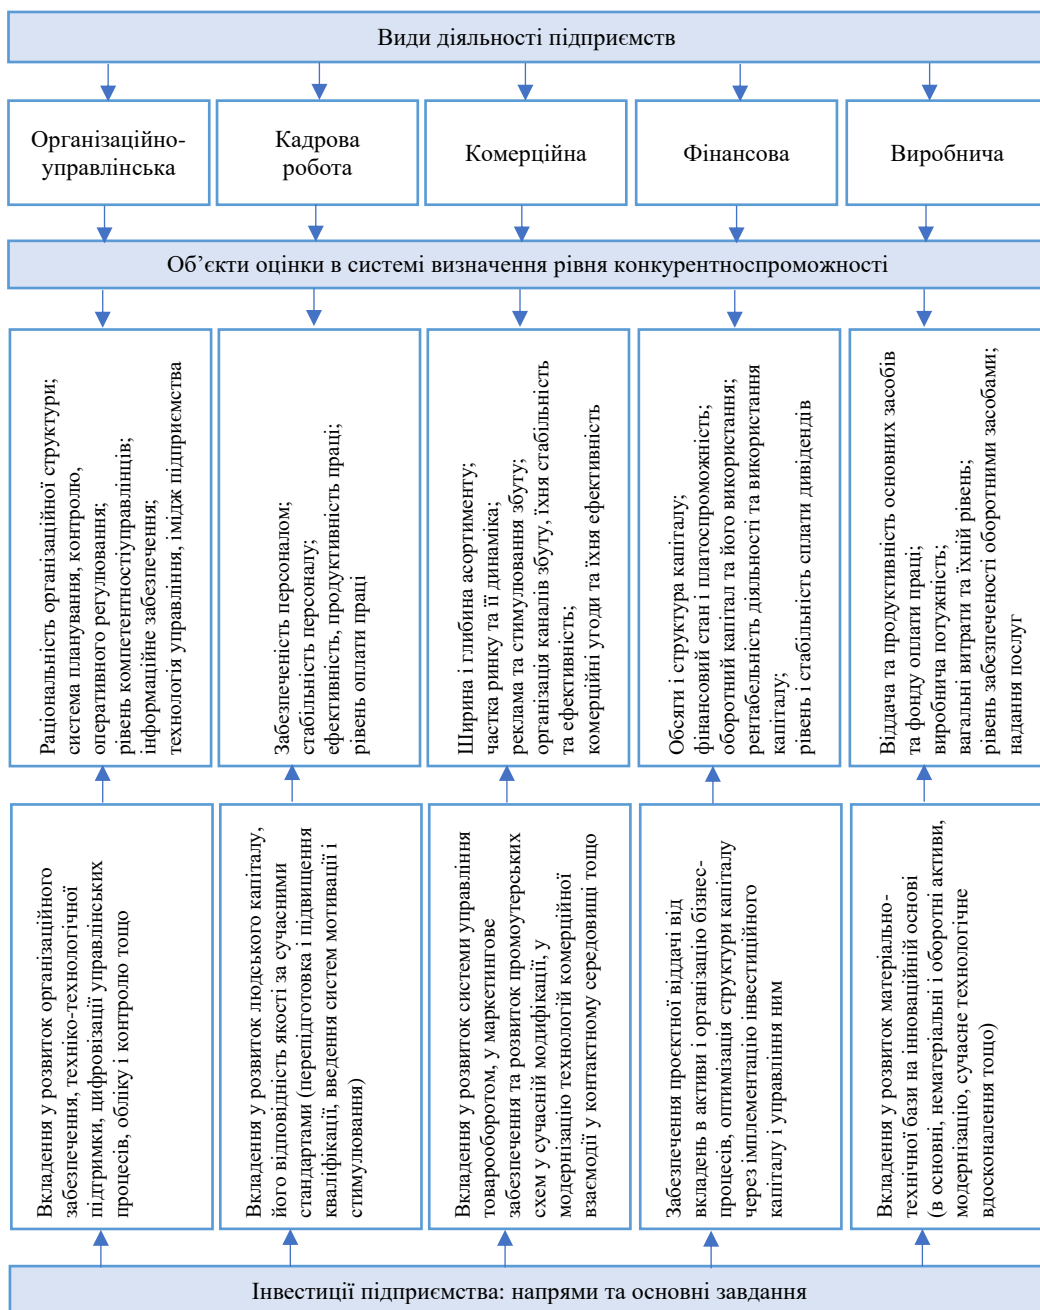 Види діяльності підприємств
Організаційно-
управлінська
Кадрова
робота
Комерційна
Фінансова
Виробнича
Об’єкти оцінки в системі визначення рівня конкурентноспроможності
Раціональність організаційної структури;
система планування, контролю,
оперативного регулювання;
рівень компетентностіуправлінців;
інформаційне забезпечення;
технологія управління, імідж підприємства
Забезпеченість персоналом;
стабільність персоналу;
ефективність, продуктивність праці;
рівень оплати праці
Ширина і глибина асортименту;
частка ринку та її динаміка;
реклама та стимулювання збуту;
організація каналів збуту, їхня стабільність
та ефективність;
комерційні угоди та їхня ефективність
Обсяги і структура капіталу;
фінансовий стан і платоспроможність;
оборотний капітал та його використання;
рентабельність діяльності та використання
капіталу;
рівень і стабільність сплати дивідендів
Віддача та продуктивність основних засобів
та фонду оплати праці;
виробнича потужність;
вагальні витрати та їхній рівень;
рівень забезпеченості оборотними засобами;
надання послуг
Вкладення у розвиток організаційного
забезпечення, техніко-технологічної
підтримки, цифровізації управлінських
процесів, обліку і контролю тощо
Вкладення у розвиток людського капіталу,
його відповідність якості за сучасними
стандартами (перепідготовка і підвищення
кваліфікації, введення систем мотивації і
стимулювання)
Вкладення у розвиток системи управління
товарооборотом, у маркетингове
забезпечення та розвиток промоутерських
схем у сучасній модифікації, у
модернізацію технологій комерційної
взаємодії у контактному середовищі тощо
Забезпечення проєктної віддачі від
вкладень в активи і організацію бізнес-
процесів, оптимізація структури капіталу
через імплементацію інвестиційного
капіталу і управління ним
Вкладення у розвиток матеріально-
технічної бази на інноваційній основі
(в основні, нематеріальні і оборотні активи,
модернізацію, сучасне технологічне
вдосконалення тощо)
Інвестиції підприємства: напрями та основні завдання